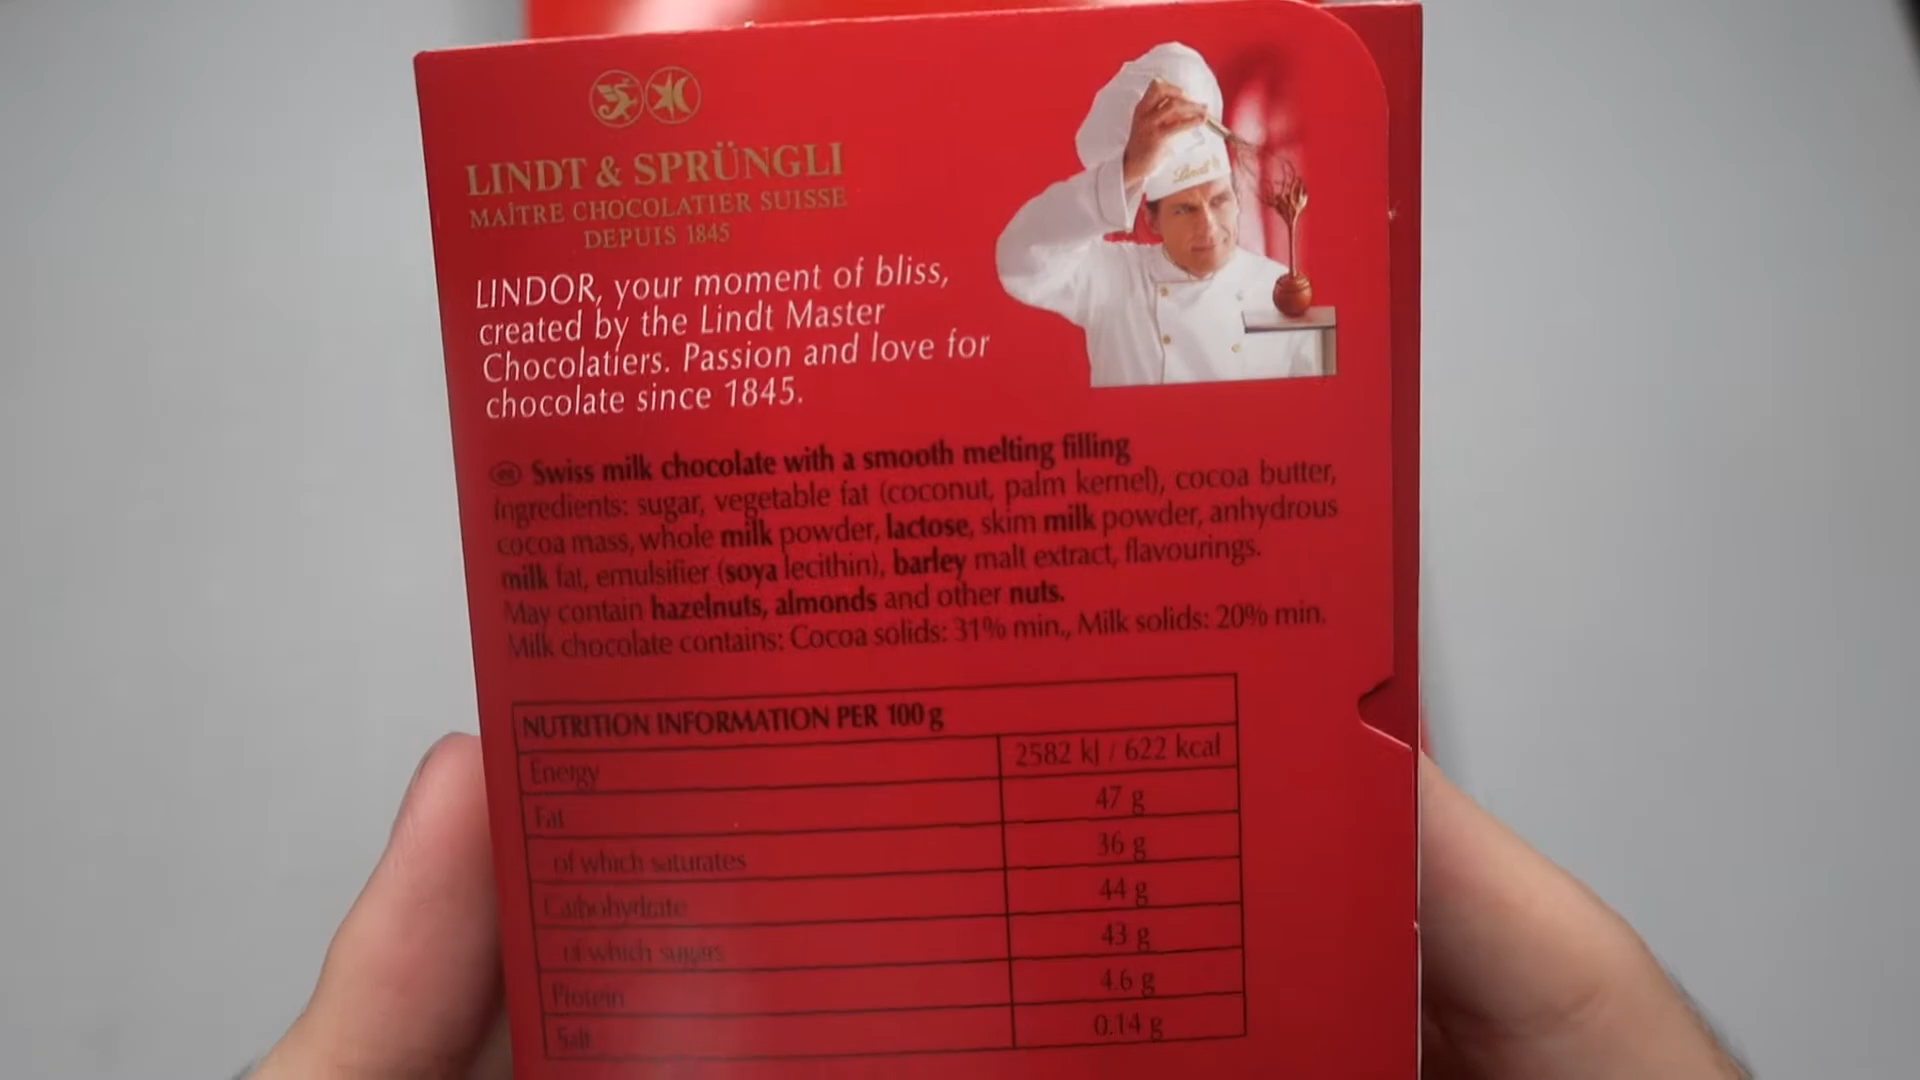 LINDT & SPRÜNGLI
MAÎTRE CHOCOLATIER SUISSE
DEPUIS 1845
Lindt
LINDOR, your moment of bliss,
created by the Lindt Master
Chocolatiers. Passion and love for
chocolate since 1845.
Swiss milk chocolate with a smooth melting filling
Ingredients: sugar, vegetable fat (coconut, palm kernel), cocoa butter,
cocoa mass, whole milk powder, lactose, skim milk powder, anhydrous
milk fat, emulsifier (soya lecithin), barley malt extract, flavourings.
May contain hazelnuts, almonds and other nuts.
Milk chocolate contains: Cocoa solids: 31% min., Milk solids: 20% min.
NUTRITION INFORMATION PER 100 g
Energy 2582 kJ / 622 kcal
Fat 47 g
of which saturates 36 g
Carbohydrate 44 g
of which sugars 43 g
Protein 4.6 g
Salt 0.14 g